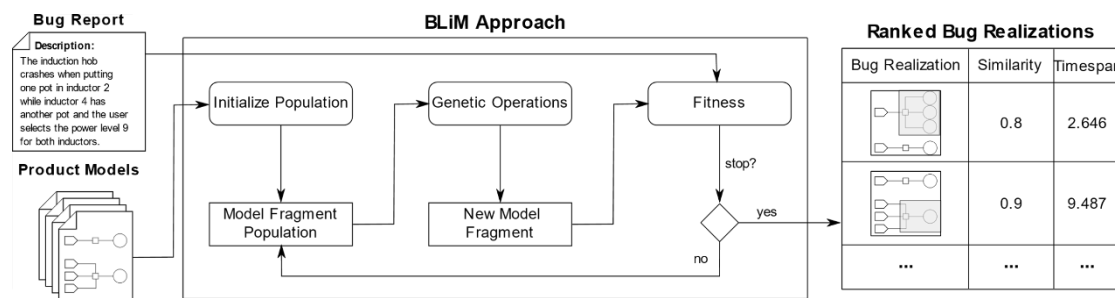 Bug Report
Description:
The induction hob
crashes when putting
one pot in inductor 2
while inductor 4 has
another pot and the user
selects the power level 9
for both inductors.
Product Models
BLiM Approach
Initialize Population
Genetic Operations
Fitness
Model Fragment
Population
New Model
Fragment
stop?
yes
no
Ranked Bug Realizations
Bug Realization Similarity Timespan
0.8 2.646
0.9 9.487
... ... ...